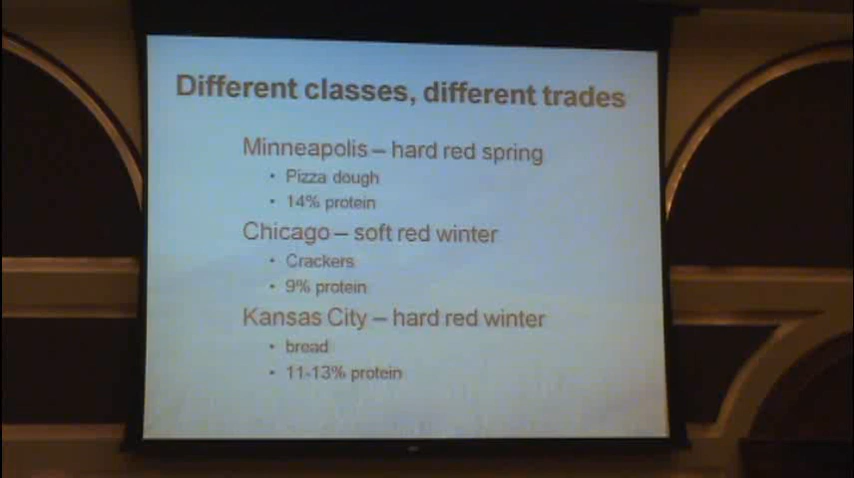 Different classes, different trades
Minneapolis – hard red spring
• Pizza dough
• 14% protein
Chicago – soft red winter
• Crackers
• 9% protein
Kansas City – hard red winter
• bread
• 11-13% protein